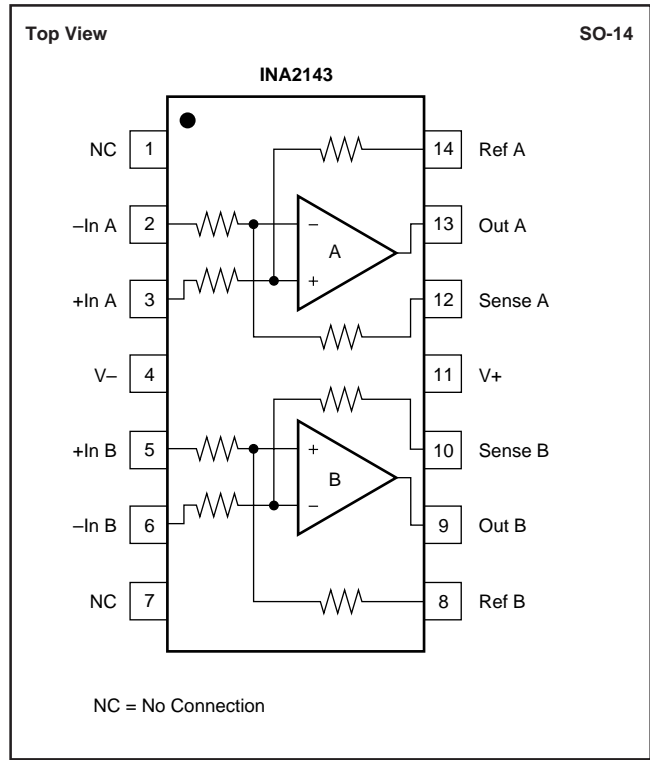 Top View SO-14
INA2143
NC 1 14 Ref A
–In A 2 − 13 Out A
A
+In A 3 + 12 Sense A
V– 4 11 V+
+In B 5 + 10 Sense B
B
–In B 6 − 9 Out B
NC 7 8 Ref B
NC = No Connection